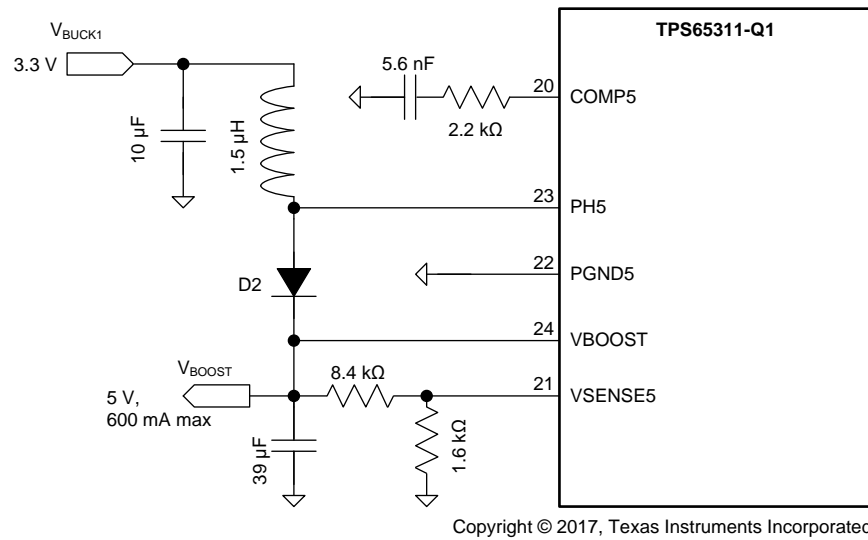 TPS65311-Q1
V_BUCK1
3.3 V
10 µF
1.5 µH
5.6 nF
2.2 kΩ
20
COMP5
23
PH5
22
PGND5
D2
24
VBOOST
V_BOOST
5 V,
600 mA max
8.4 kΩ
21
VSENSE5
39 µF
1.6 kΩ
Copyright © 2017, Texas Instruments Incorporated